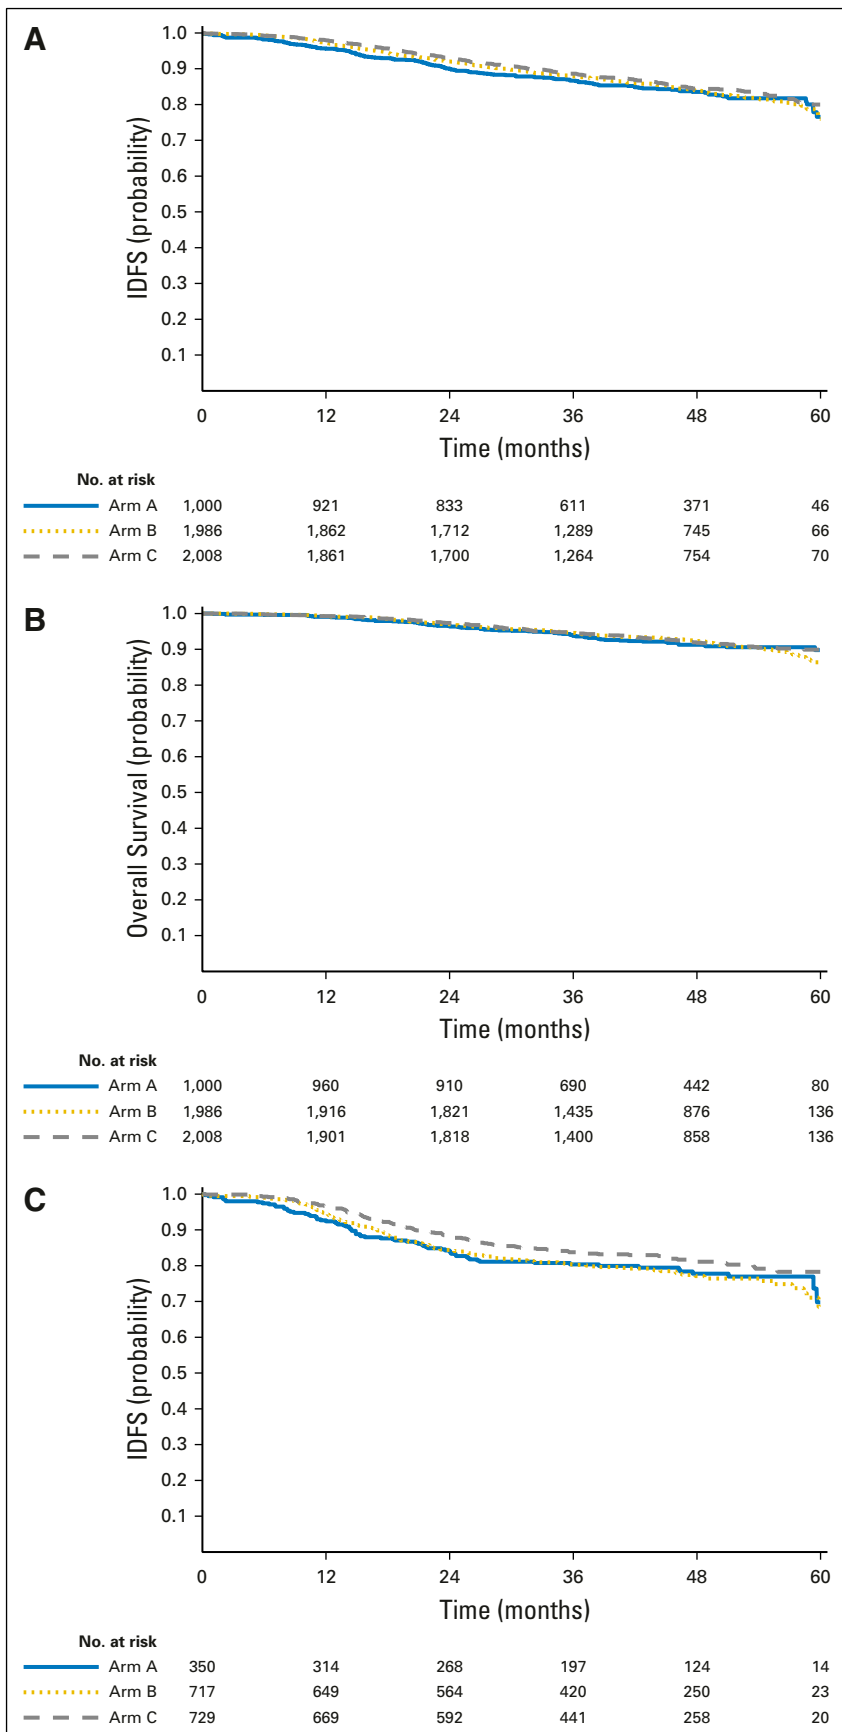 A
1.0
0.9
0.8
0.7
0.6
0.5
0.4
0.3
0.2
0.1
IDFS (probability)
0 12 24 36 48 60
Time (months)
No. at risk
Arm A 1,000 921 833 611 371 46
Arm B 1,986 1,862 1,712 1,289 745 66
Arm C 2,008 1,861 1,700 1,264 754 70
B
1.0
0.9
0.8
0.7
0.6
0.5
0.4
0.3
0.2
0.1
Overall Survival (probability)
0 12 24 36 48 60
Time (months)
No. at risk
Arm A 1,000 960 910 690 442 80
Arm B 1,986 1,916 1,821 1,435 876 136
Arm C 2,008 1,901 1,818 1,400 858 136
C
1.0
0.9
0.8
0.7
0.6
0.5
0.4
0.3
0.2
0.1
IDFS (probability)
0 12 24 36 48 60
Time (months)
No. at risk
Arm A 350 314 268 197 124 14
Arm B 717 649 564 420 250 23
Arm C 729 669 592 441 258 20